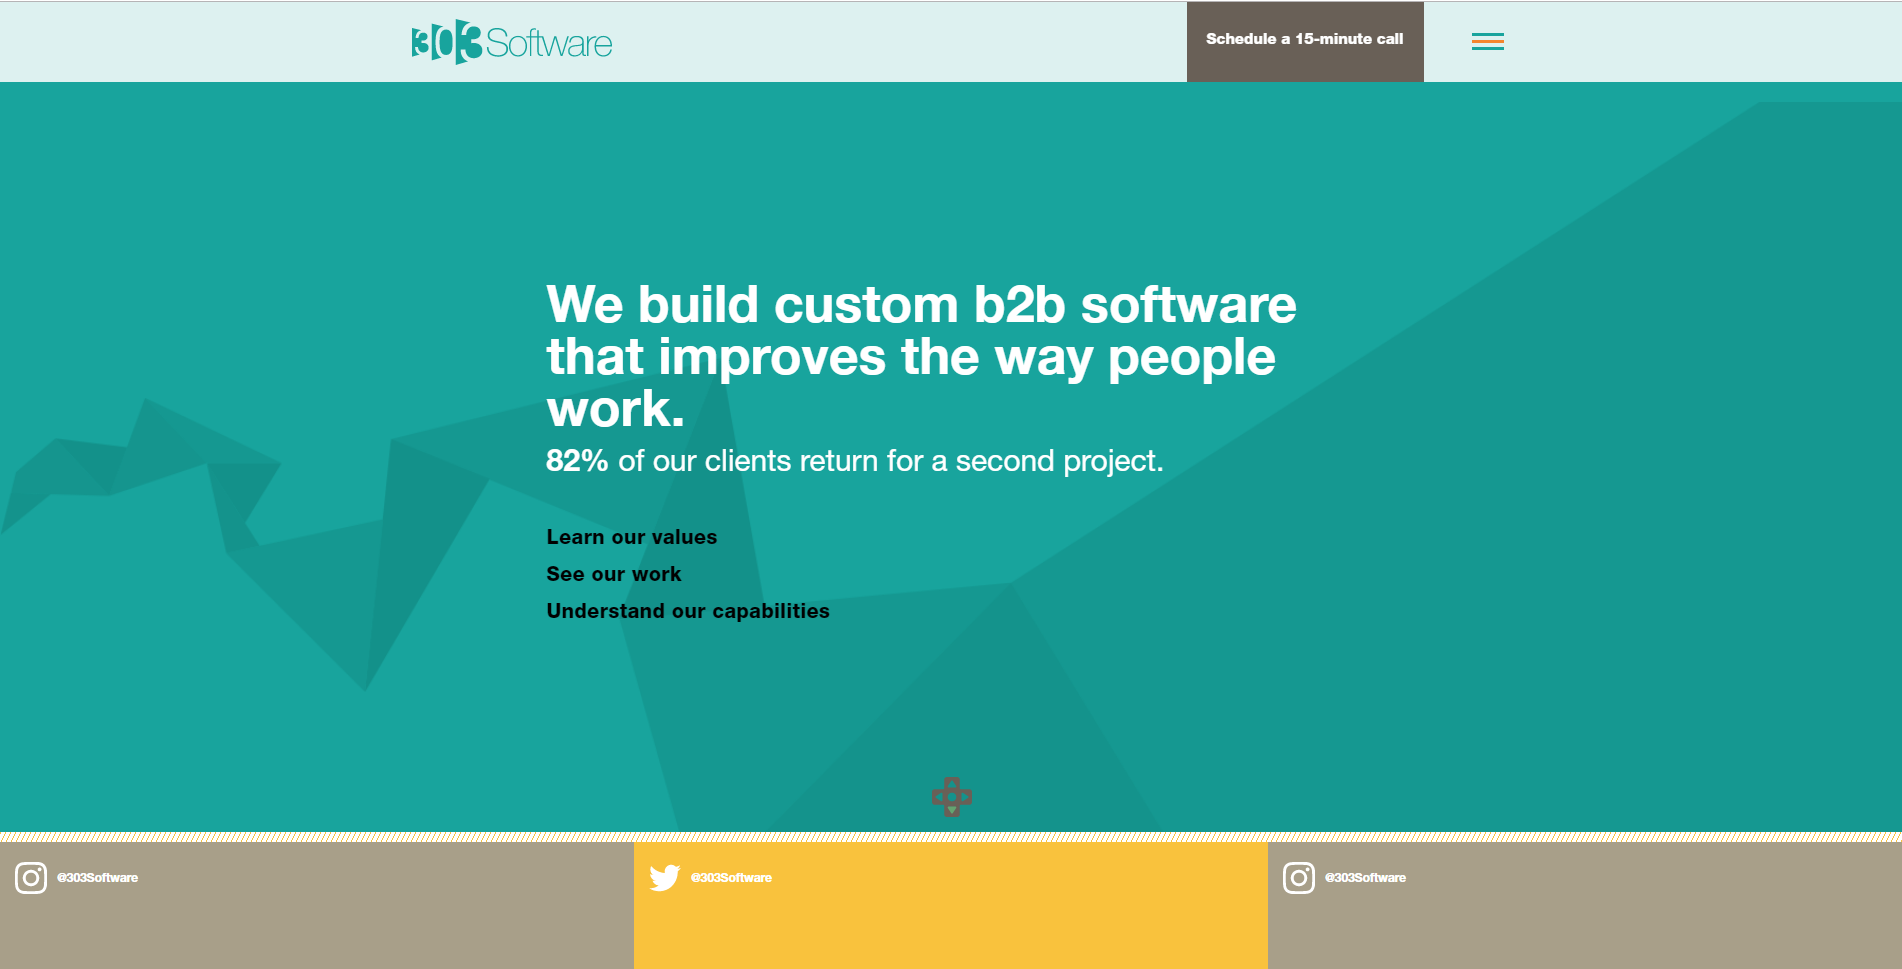 303 Software
Schedule a 15-minute call
We build custom b2b software
that improves the way people
work.
82% of our clients return for a second project.
Learn our values
See our work
Understand our capabilities
@303Software
@303Software
@303Software